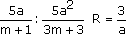 5a/(m + 1) : 5a²/(3m + 3)  R = 3/a